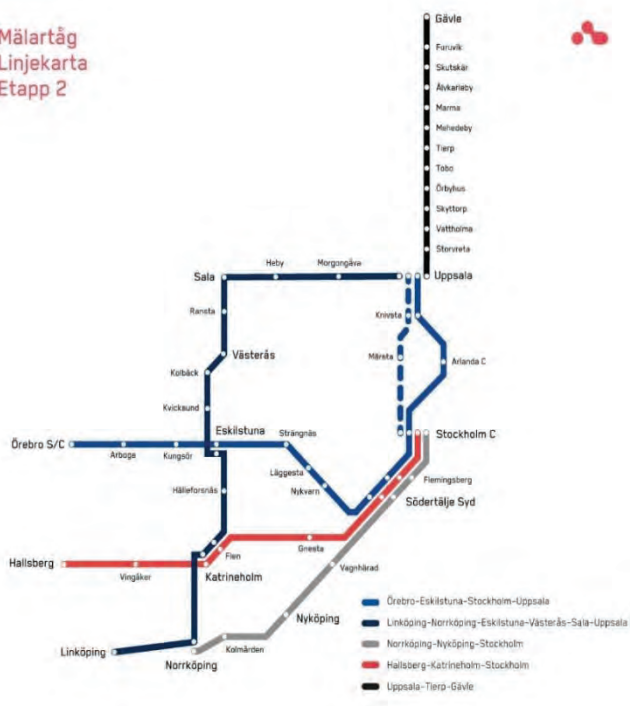 Mälartåg
Linjekarta
Etapp 2
Gävle
Furuvik
Skutskär
Älvkarleby
Marma
Mehedeby
Tierp
Tobo
Örbyhus
Skyttorp
Vattholma
Storvreta
Sala
Heby
Morgongåva
Uppsala
Ransta
Knivsta
Västerås
Märsta
Arlanda C
Kolbäck
Kvicksund
Eskilstuna
Strängnäs
Stockholm C
Örebro S/C
Arboga
Kungsör
Läggesta
Flemingsberg
Hälleforsnäs
Nykvarn
Södertälje Syd
Hallsberg
Flen
Gnesta
Vingåker
Katrineholm
Vagnhärad
Örebro-Eskilstuna-Stockholm-Uppsala
Nyköping
Linköping-Norrköping-Eskilstuna-Västerås-Sala-Uppsala
Linköping
Kolmården
Norrköping-Nyköping-Stockholm
Norrköping
Hallsberg-Katrineholm-Stockholm
Uppsala-Tierp-Gävle